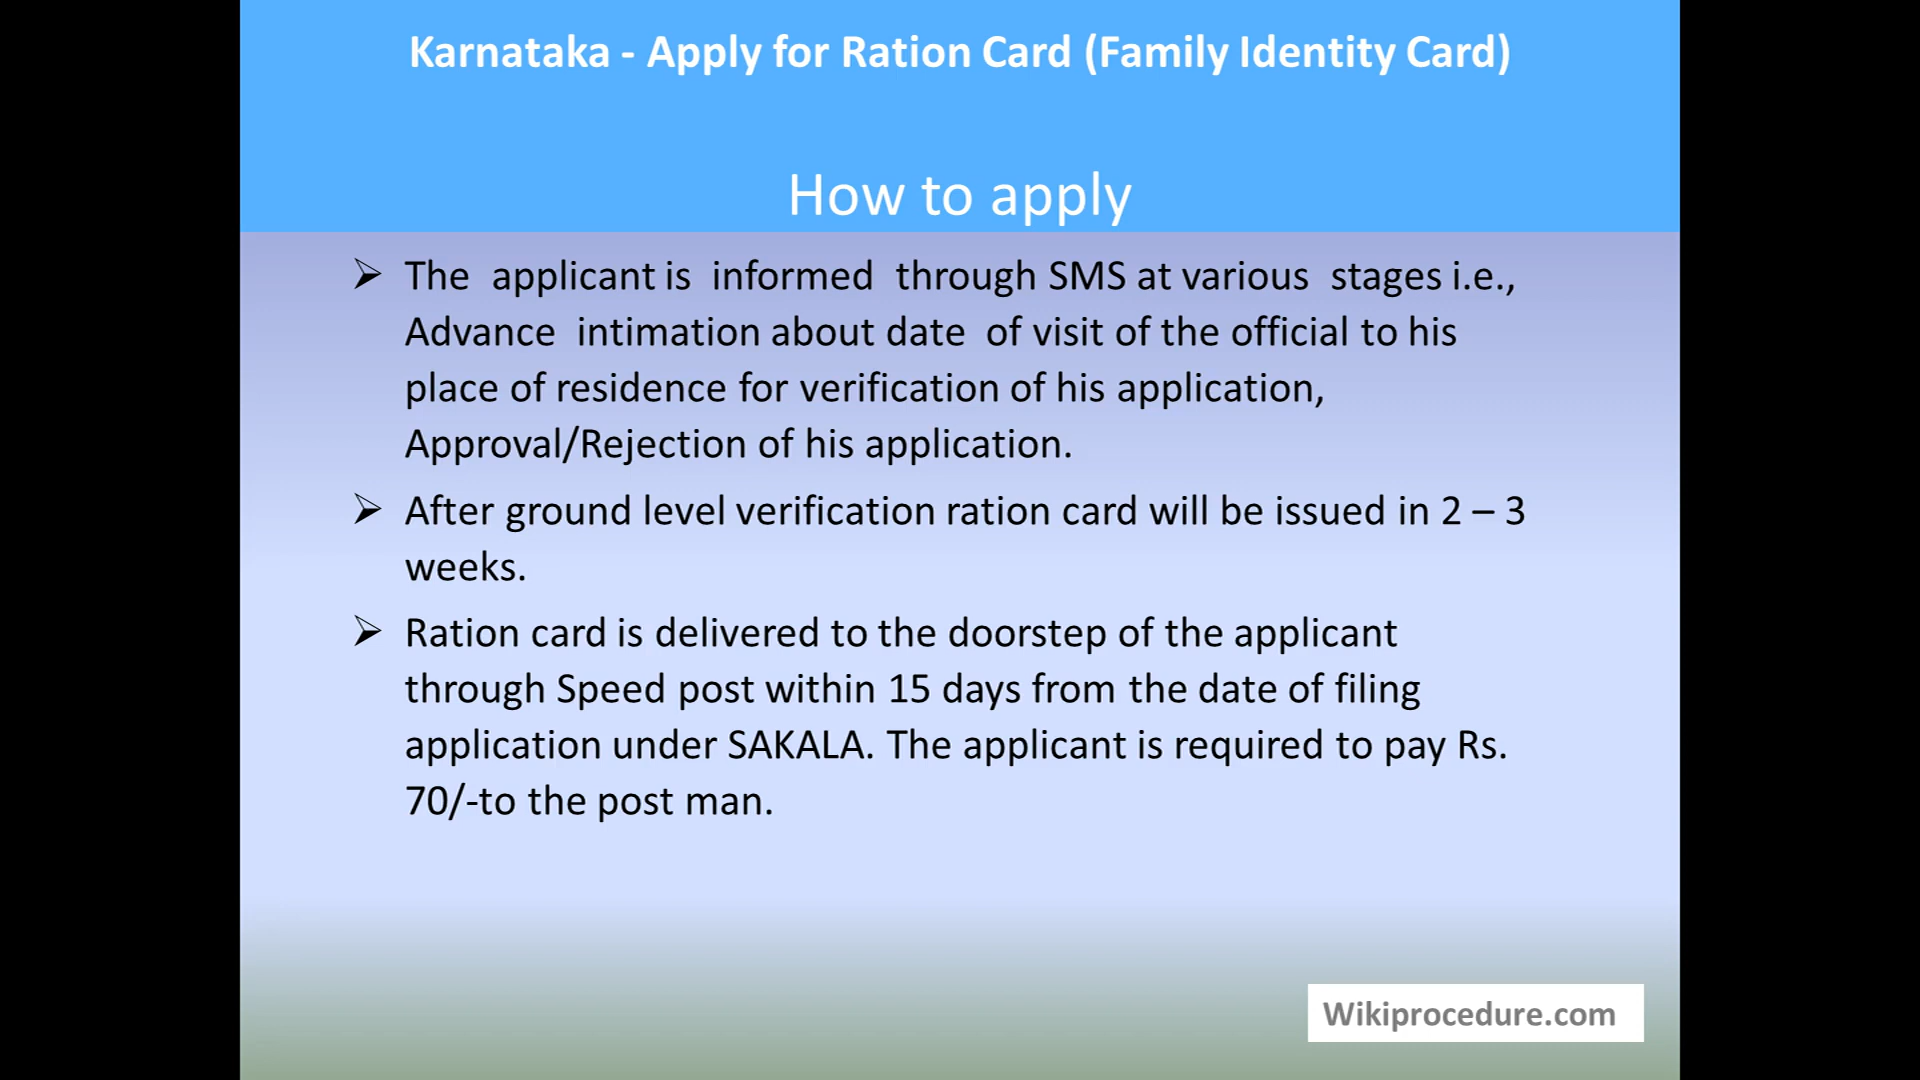 Karnataka - Apply for Ration Card (Family Identity Card)
How to apply
The applicant is informed through SMS at various stages i.e.,
Advance intimation about date of visit of the official to his
place of residence for verification of his application,
Approval/Rejection of his application.
After ground level verification ration card will be issued in 2 – 3
weeks.
Ration card is delivered to the doorstep of the applicant
through Speed post within 15 days from the date of filing
application under SAKALA. The applicant is required to pay Rs.
70/-to the post man.
Wikiprocedure.com